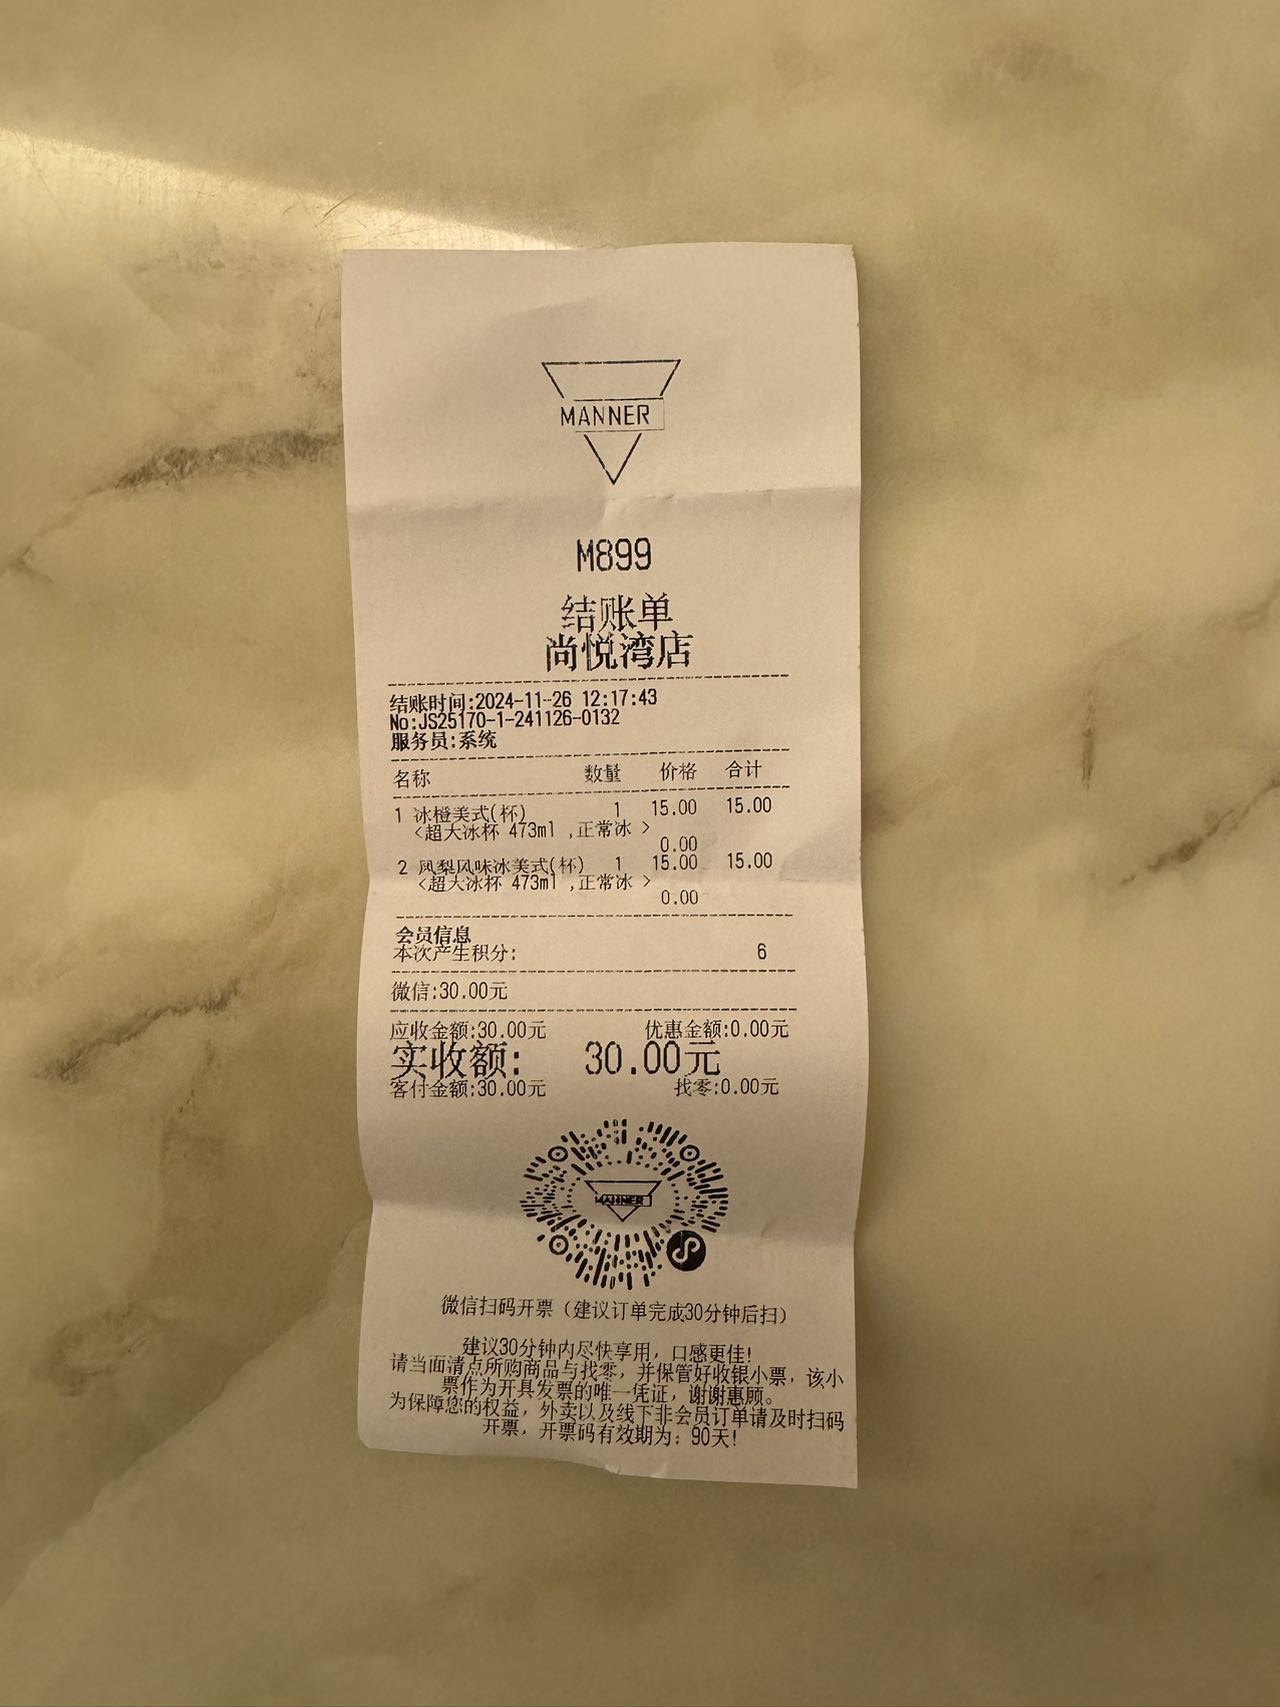 MANNER
M899
结账单
尚悦湾店
结账时间:2024-11-26 12:17:43
No:JS25170-1-241126-0132
服务员:系统
名称 数量 价格 合计
1 冰橙美式(杯) 1 15.00 15.00
<超大冰杯 473ml ,正常冰 >
0.00
2 凤梨风味冰美式(杯) 1 15.00 15.00
<超大冰杯 473ml ,正常冰 >
0.00
会员信息
本次产生积分: 6
微信:30.00元
应收金额:30.00元 优惠金额:0.00元
实收额: 30.00元
客付金额:30.00元 找零:0.00元
MANNER
微信扫码开票（建议订单完成30分钟后扫）
建议30分钟内尽快享用，口感更佳!
请当面清点所购商品与找零，并保管好收银小票，该小
票作为开具发票的唯一凭证，谢谢惠顾。
为保障您的权益，外卖以及线下非会员订单请及时扫码
开票，开票码有效期为：90天!